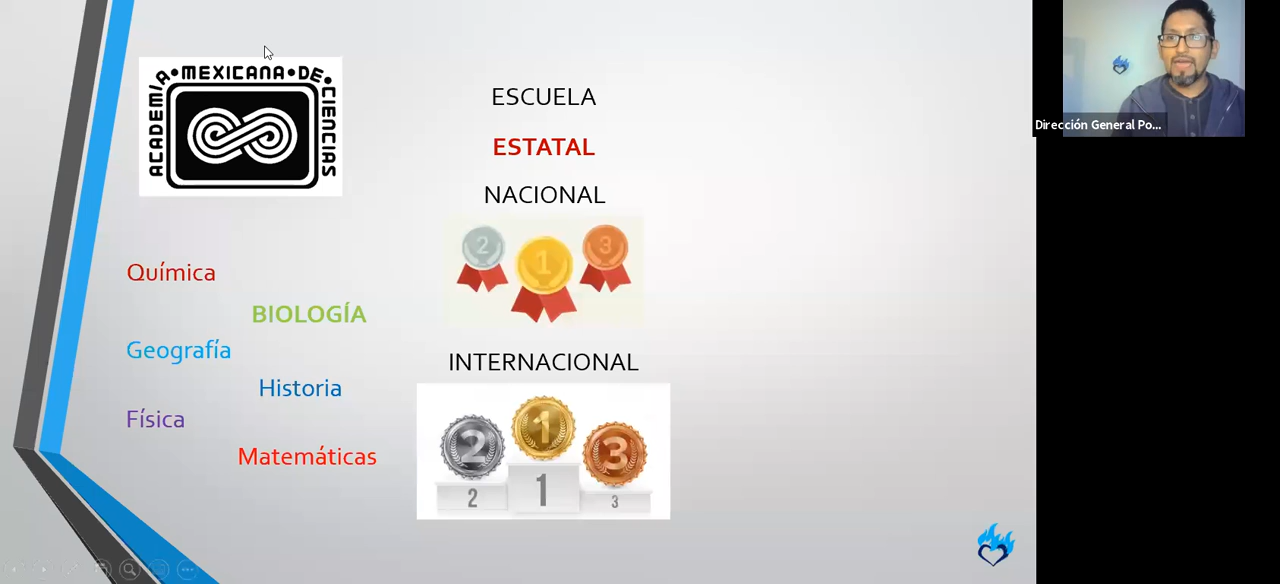 ACADEMIA•MEXICANA•DE•CIENCIAS
ESCUELA
ESTATAL
NACIONAL
2
1
3
Química
BIOLOGÍA
Geografía
Historia
Física
Matemáticas
INTERNACIONAL
2
1
3
2
1
3
Dirección General Po...